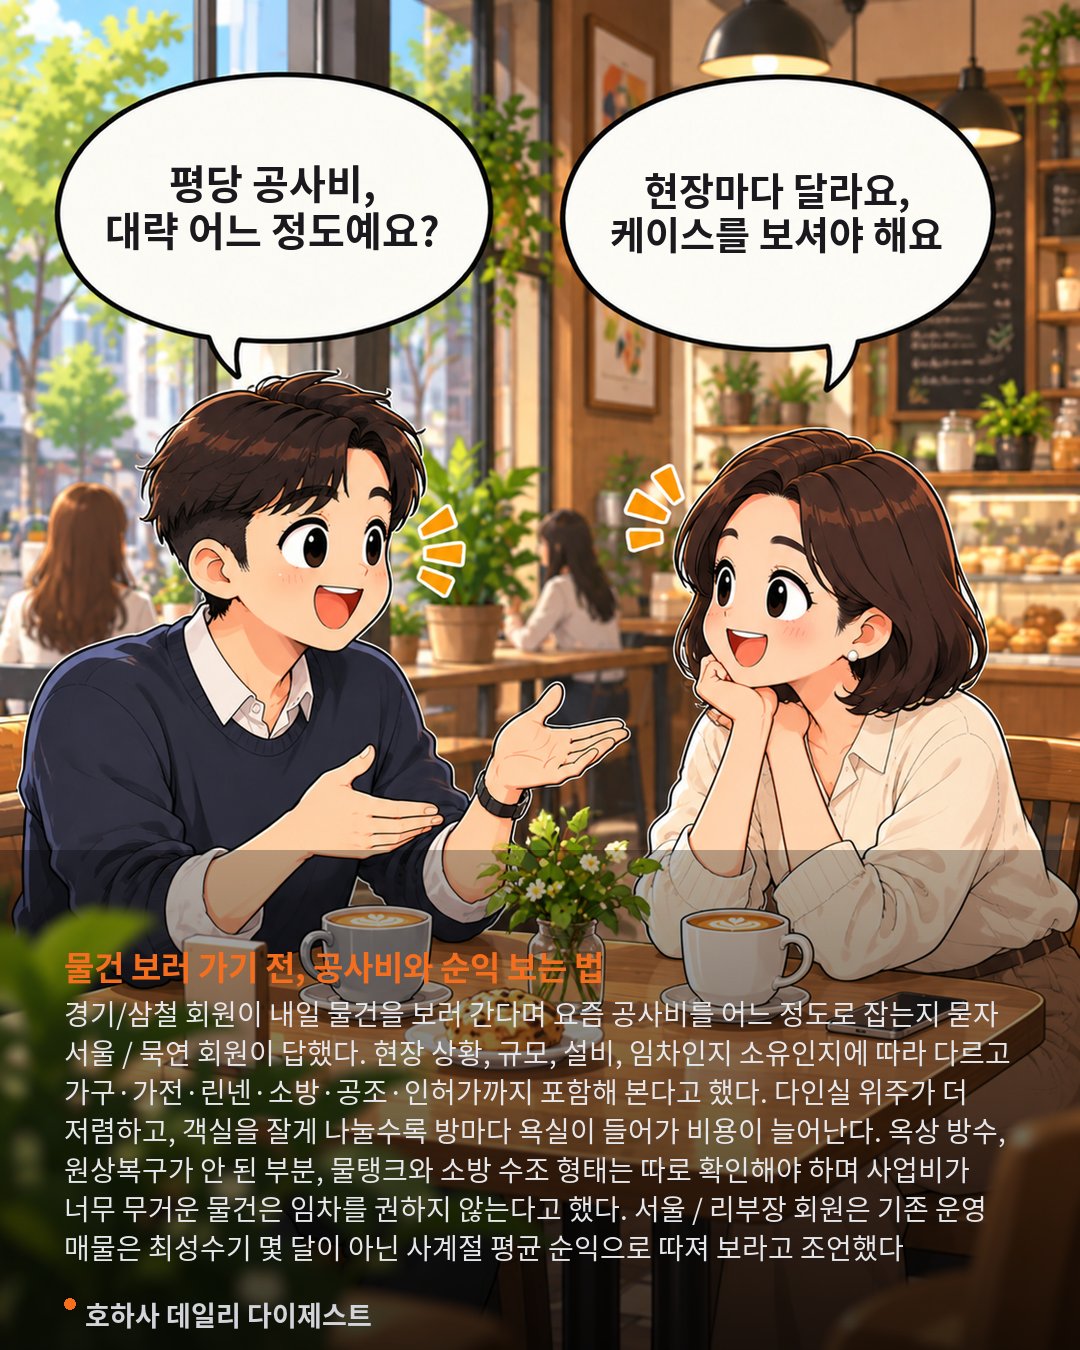 평당 공사비,
대략 어느 정도예요?
현장마다 달라요,
케이스를 보셔야 해요
물건 보러 가기 전, 공사비와 순익 보는 법
경기/삼철 회원이 내일 물건을 보러 간다며 요즘 공사비를 어느 정도로 잡는지 묻자
서울 / 묵연 회원이 답했다. 현장 상황, 규모, 설비, 임차인지 소유인지에 따라 다르고
가구·가전·린넨·소방·공조·인허가까지 포함해 본다고 했다. 다인실 위주가 더
저렴하고, 객실을 잘게 나눌수록 방마다 욕실이 들어가 비용이 늘어난다. 옥상 방수,
원상복구가 안 된 부분, 물탱크와 소방 수조 형태는 따로 확인해야 하며 사업비가
너무 무거운 물건은 임차를 권하지 않는다고 했다. 서울 / 리부장 회원은 기존 운영
매물은 최성수기 몇 달이 아닌 사계절 평균 순익으로 따져 보라고 조언했다
호하사 데일리 다이제스트